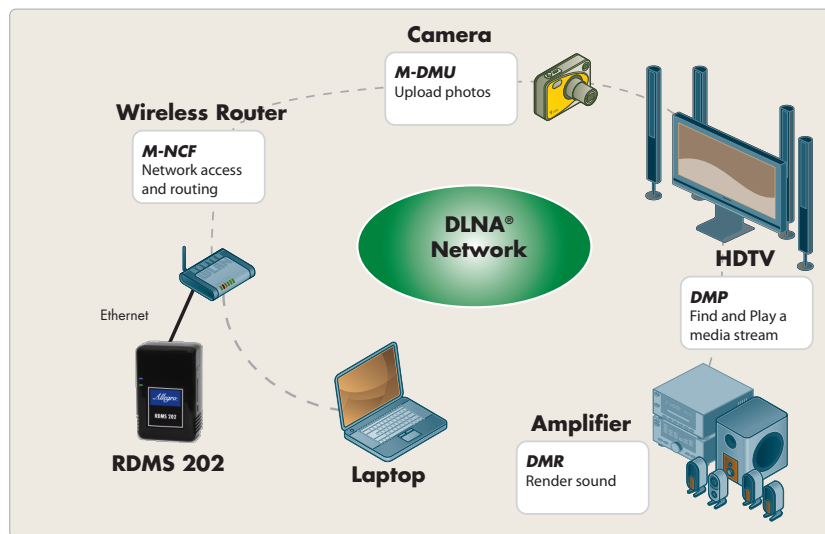 Camera
M-DMU
Upload photos
Wireless Router
M-NCF
Network access
and routing
DLNA®
Network
HDTV
DMP
Find and Play a
media stream
Ethernet
Allegro
RDMS 202
RDMS 202
Laptop
Amplifier
DMR
Render sound